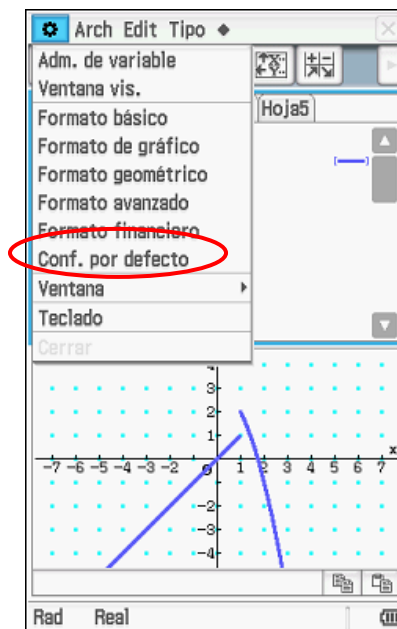 Arch Edit Tipo ◆
Adm. de variable
Ventana vis.
Formato básico
Formato de gráfico
Formato geométrico
Formato avanzado
Formato financiero
Conf. por defecto
Ventana
Teclado
Cerrar
Hoja5
4
3
2
1
-7 -6 -5 -4 -3 -2 0 1 2 3 4 5 6 7 x
-2
-3
-4
Rad Real